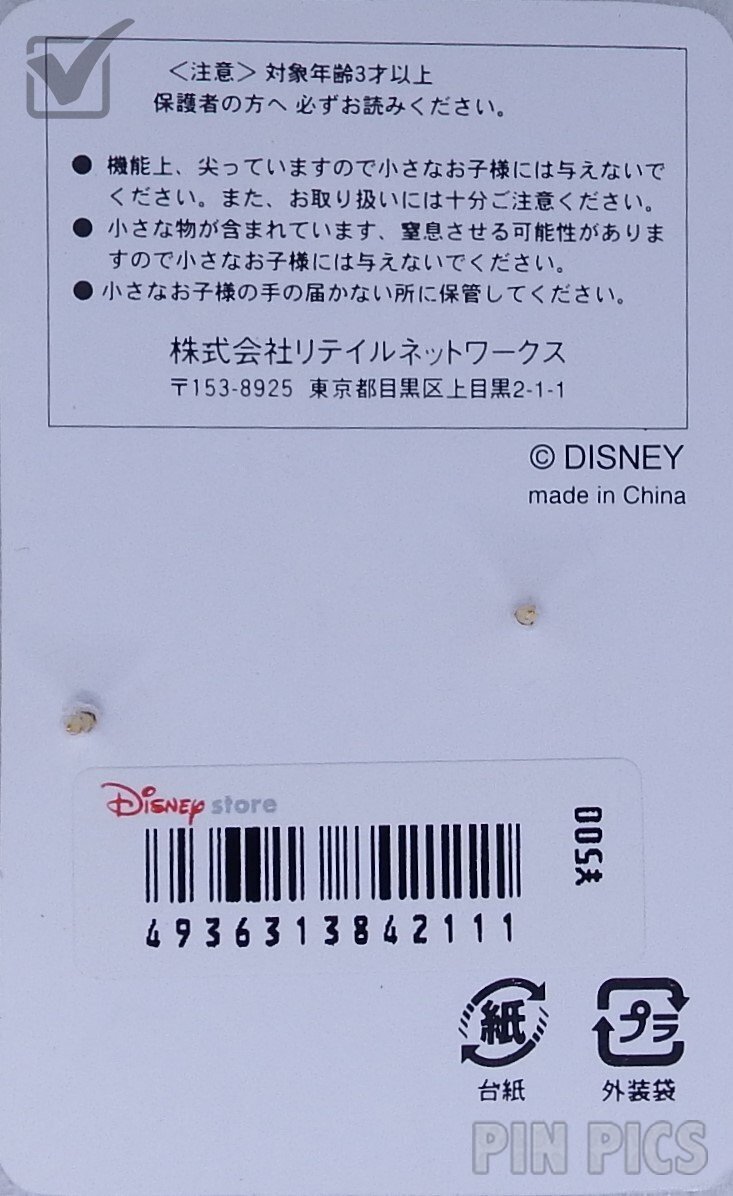 ＜注意＞ 対象年齢3才以上
保護者の方へ 必ずお読みください。
● 機能上、尖っていますので小さなお子様には与えないで
ください。また、お取り扱いには十分ご注意ください。
● 小さな物が含まれています、窒息させる可能性がありま
すので小さなお子様には与えないでください。
● 小さなお子様の手の届かない所に保管してください。
株式会社リテイルネットワークス
〒153-8925 東京都目黒区上目黒2-1-1
© DISNEY
made in China
Disney store
¥500
4936313842111
紙
プラ
台紙
外装袋
PIN PICS